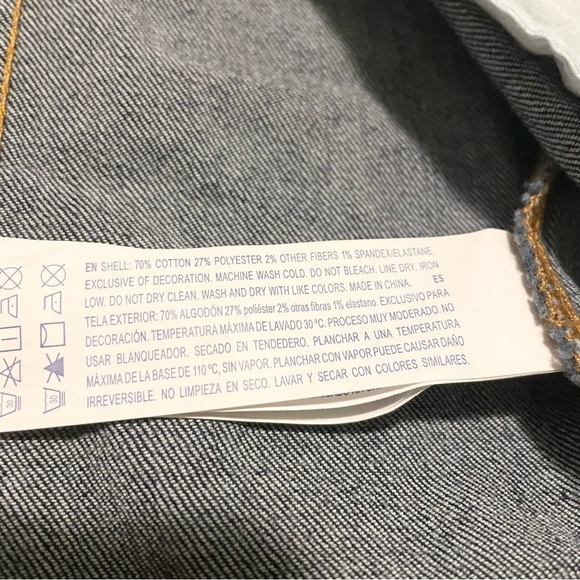 EN SHELL: 70% COTTON 27% POLYESTER 2% OTHER FIBERS 1% SPANDEX/ELASTANE.
EXCLUSIVE OF DECORATION. MACHINE WASH COLD. DO NOT BLEACH. LINE DRY. IRON
LOW. DO NOT DRY CLEAN. WASH AND DRY WITH LIKE COLORS. MADE IN CHINA. ES
TELA EXTERIOR: 70% ALGODÓN 27% poliéster 2% otras fibras 1% elastano. EXCLUSIVO PARA
DECORACIÓN. TEMPERATURA MÁXIMA DE LAVADO 30 ºC. PROCESO MUY MODERADO. NO
USAR BLANQUEADOR. SECADO EN TENDEDERO. PLANCHAR A UNA TEMPERATURA
MÁXIMA DE LA BASE DE 110 ºC, SIN VAPOR. PLANCHAR CON VAPOR PUEDE CAUSAR DAÑO
IRREVERSIBLE. NO LIMPIEZA EN SECO. LAVAR Y SECAR CON COLORES SIMILARES.
30
30